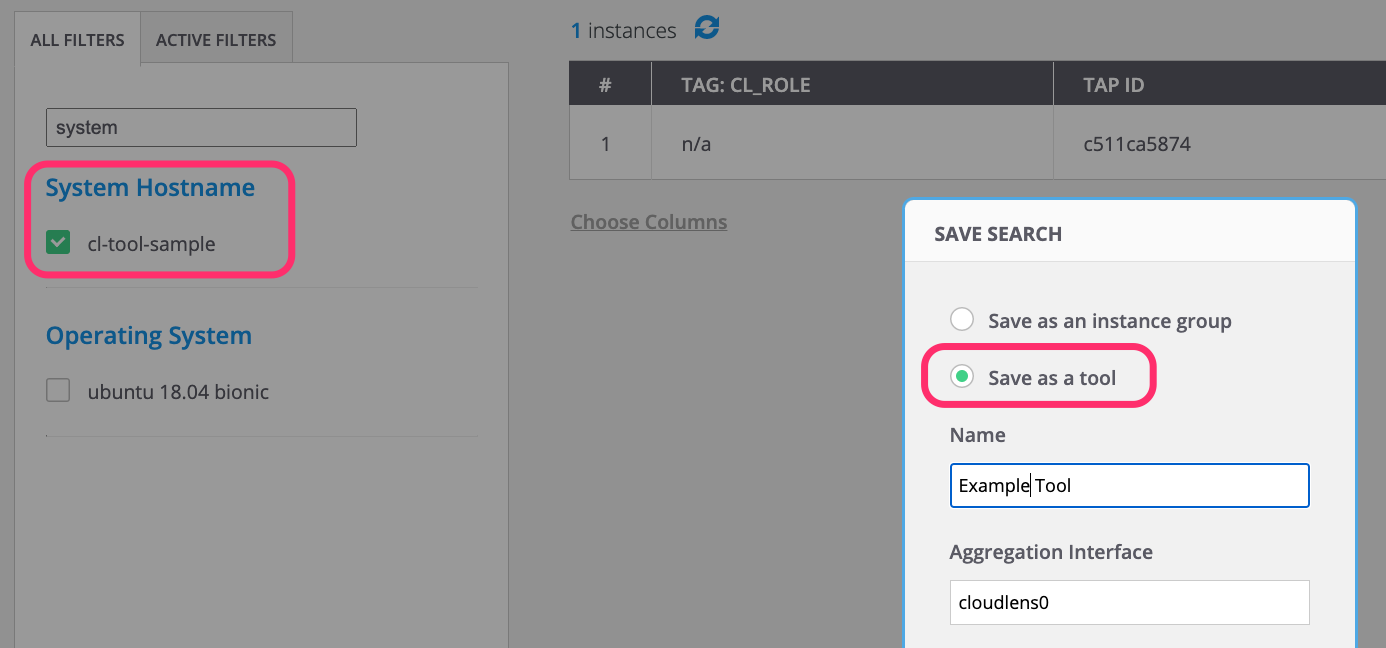 ALL FILTERS
ACTIVE FILTERS
system
System Hostname
cl-tool-sample
Operating System
ubuntu 18.04 bionic
1 instances
# TAG: CL_ROLE TAP ID
1 n/a c511ca5874
Choose Columns
SAVE SEARCH
Save as an instance group
Save as a tool
Name
Example Tool
Aggregation Interface
cloudlens0